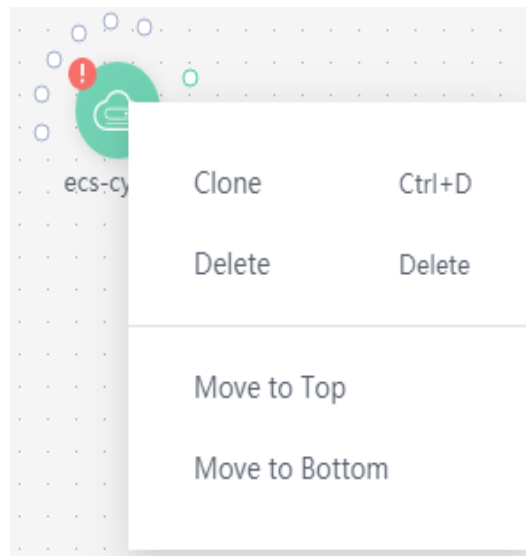 !
ecs-cy
Clone Ctrl+D
Delete Delete
Move to Top
Move to Bottom